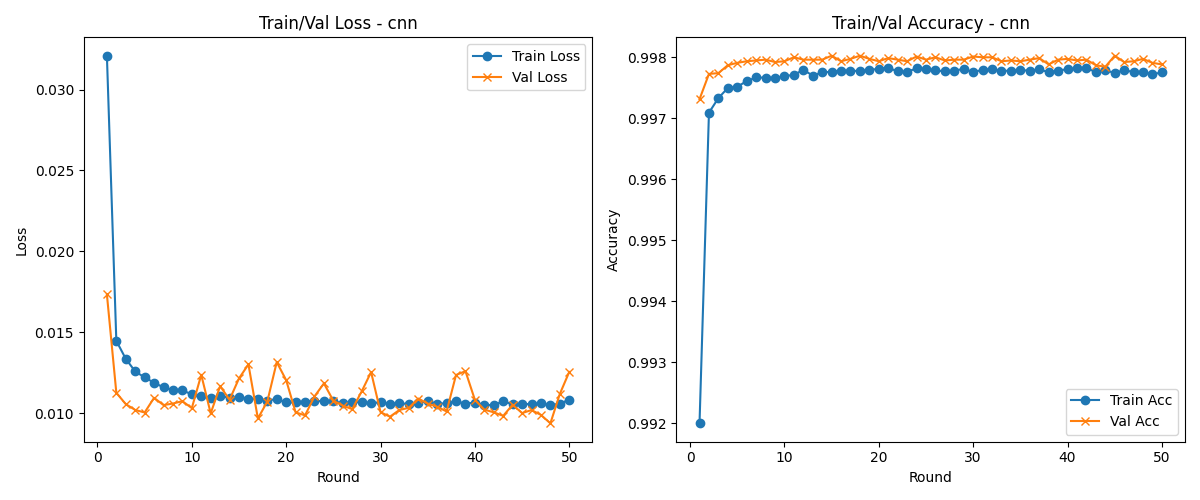 Train/Val Loss - cnn
Train Loss
Val Loss
0.030
0.025
0.020
0.015
0.010
Loss
0 10 20 30 40 50
Round
Train/Val Accuracy - cnn
0.998
0.997
0.996
0.995
0.994
0.993
0.992
Accuracy
Train Acc
Val Acc
0 10 20 30 40 50
Round